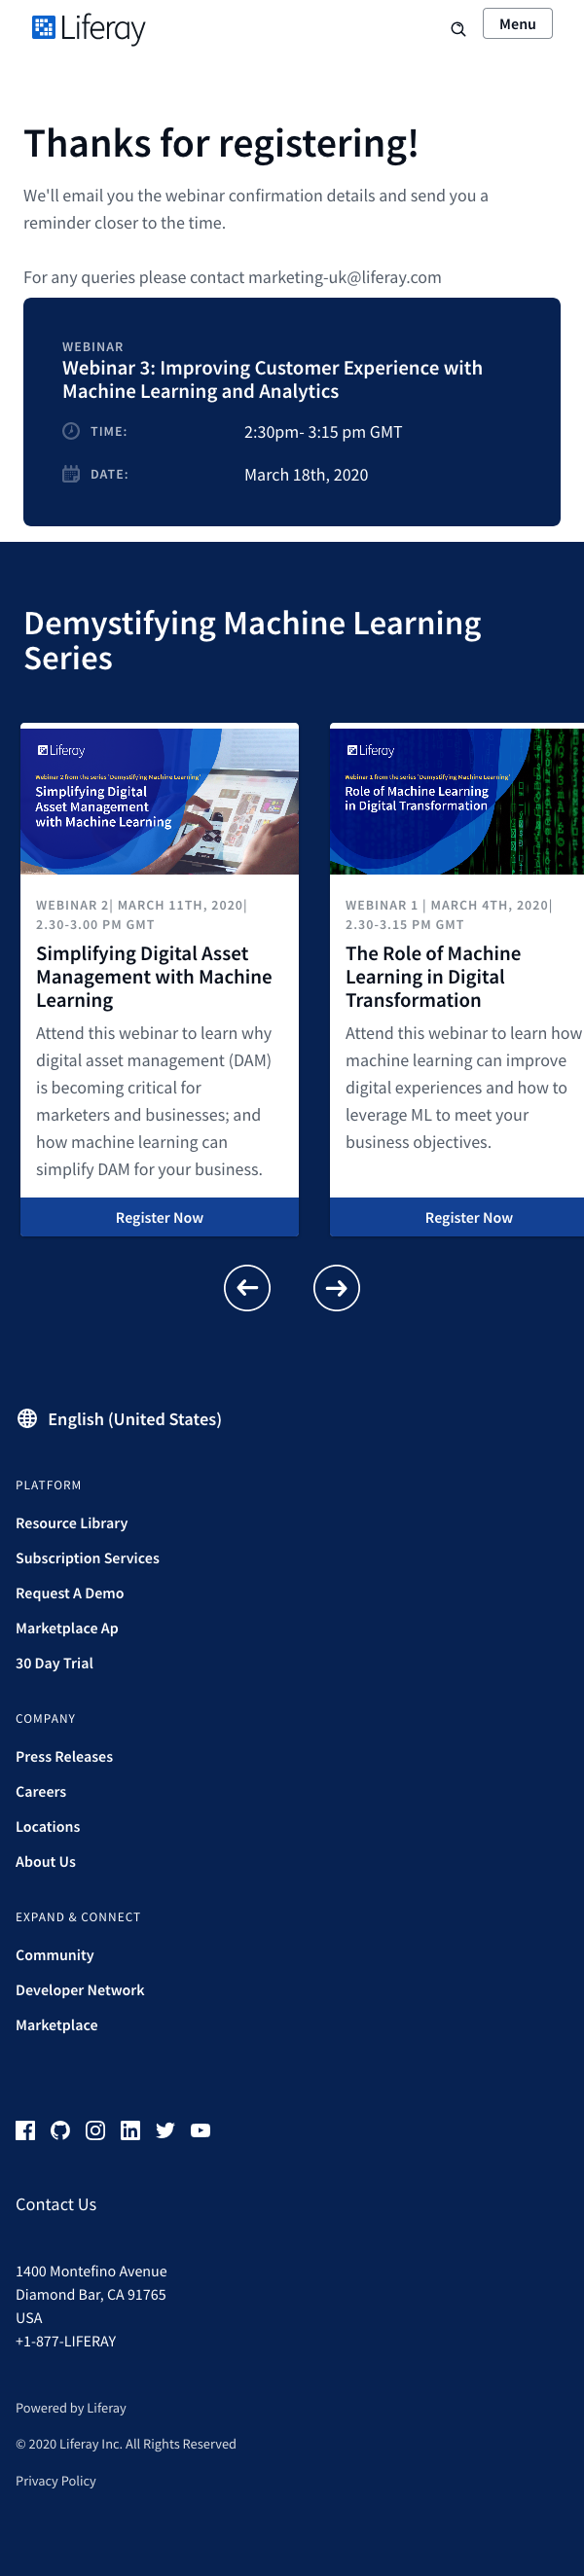 Liferay
Menu
Thanks for registering!
We'll email you the webinar confirmation details and send you a
reminder closer to the time.
For any queries please contact marketing-uk@liferay.com
WEBINAR
Webinar 3: Improving Customer Experience with
Machine Learning and Analytics
TIME: 2:30pm- 3:15 pm GMT
DATE: March 18th, 2020
Demystifying Machine Learning
Series
Liferay
Webinar 2 from the series 'Demystifying Machine Learning'
Simplifying Digital
Asset Management
with Machine Learning
WEBINAR 2| MARCH 11TH, 2020|
2.30-3.00 PM GMT
Simplifying Digital Asset
Management with Machine
Learning
Attend this webinar to learn why
digital asset management (DAM)
is becoming critical for
marketers and businesses; and
how machine learning can
simplify DAM for your business.
Register Now
Liferay
Webinar 1 from the series 'Demystifying Machine Learning'
Role of Machine Learning
in Digital Transformation
WEBINAR 1 | MARCH 4TH, 2020|
2.30-3.15 PM GMT
The Role of Machine
Learning in Digital
Transformation
Attend this webinar to learn how
machine learning can improve
digital experiences and how to
leverage ML to meet your
business objectives.
Register Now
English (United States)
PLATFORM
Resource Library
Subscription Services
Request A Demo
Marketplace Ap
30 Day Trial
COMPANY
Press Releases
Careers
Locations
About Us
EXPAND & CONNECT
Community
Developer Network
Marketplace
Contact Us
1400 Montefino Avenue
Diamond Bar, CA 91765
USA
+1-877-LIFERAY
Powered by Liferay
© 2020 Liferay Inc. All Rights Reserved
Privacy Policy